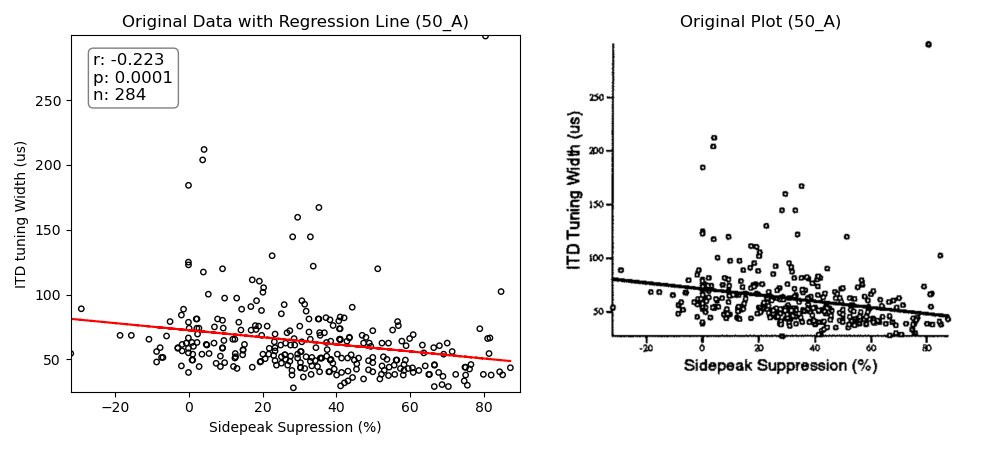 Original Data with Regression Line (50_A)
r: -0.223
p: 0.0001
n: 284
250
200
150
100
50
ITD tuning Width (us)
−20 0 20 40 60 80
Sidepeak Supression (%)
Original Plot (50_A)
250
200
150
100
50
ITD Tuning Width (us)
-20 0 20 40 60 80
Sidepeak Suppression (%)